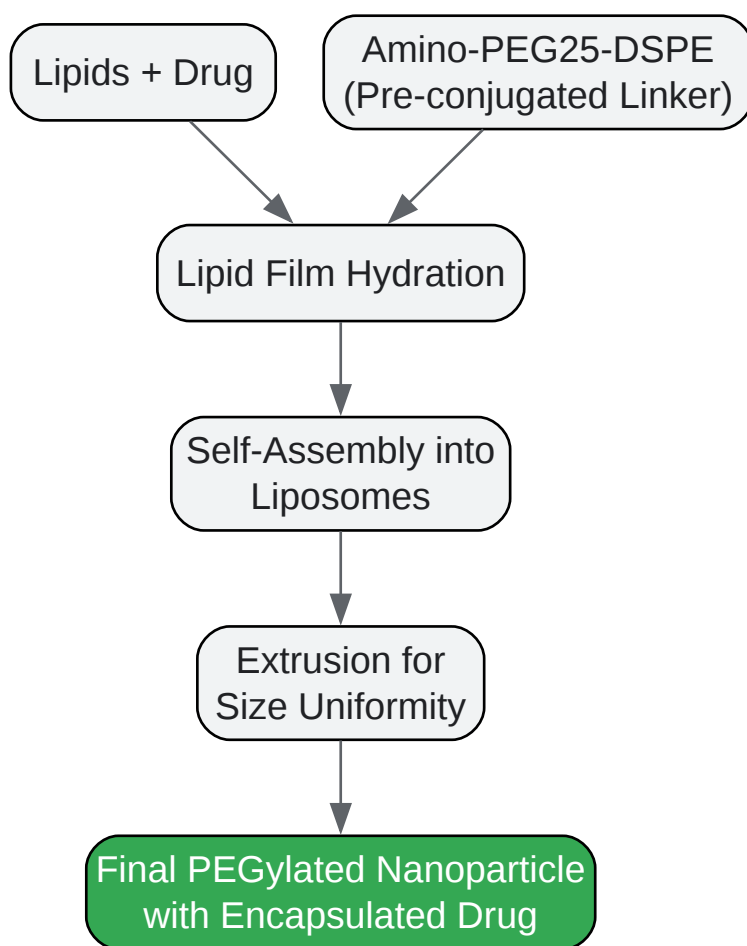 Lipids + Drug
Amino-PEG25-DSPE
(Pre-conjugated Linker)
Lipid Film Hydration
Self-Assembly into
Liposomes
Extrusion for
Size Uniformity
Final PEGylated Nanoparticle
with Encapsulated Drug